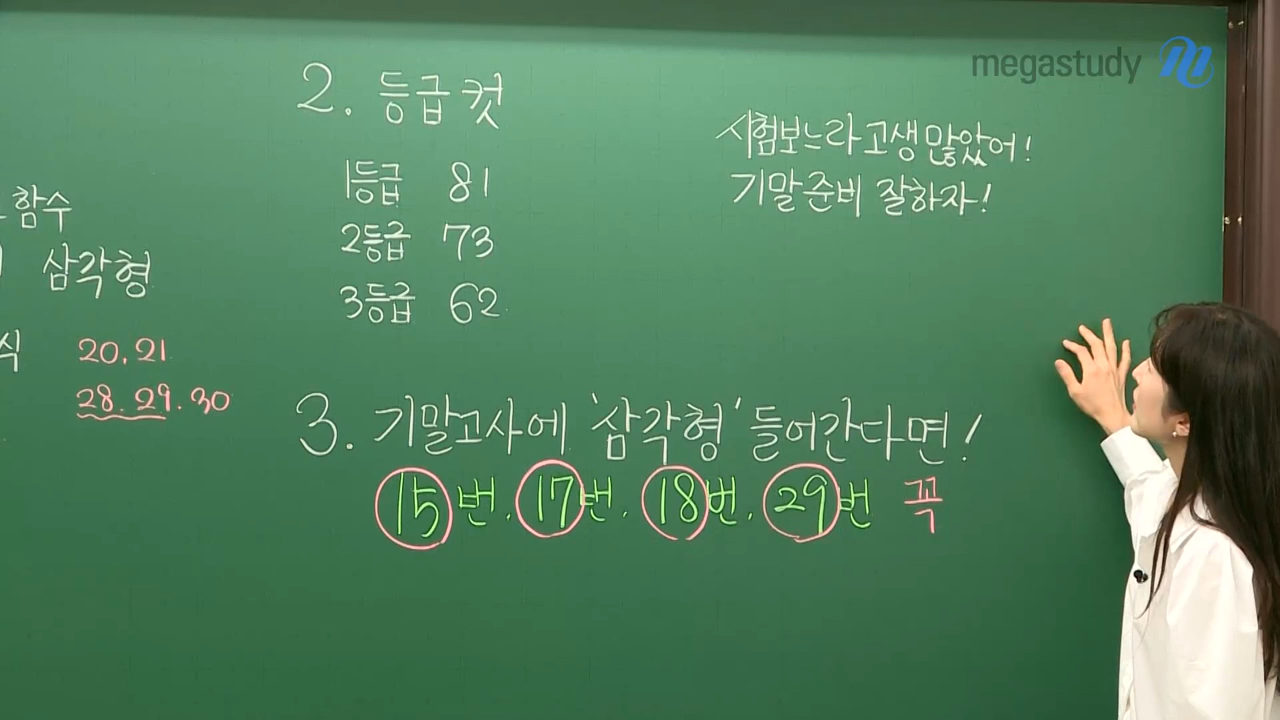 megastudy
함수
삼각형
식 20, 21
28. 29. 30
2. 등급컷
1등급 81
2등급 73
3등급 62
시험보느라 고생 많았어!
기말준비 잘하자!
3. 기말고사에 '삼각형' 들어간다면!
15번, 17번, 18번, 29번 꼭